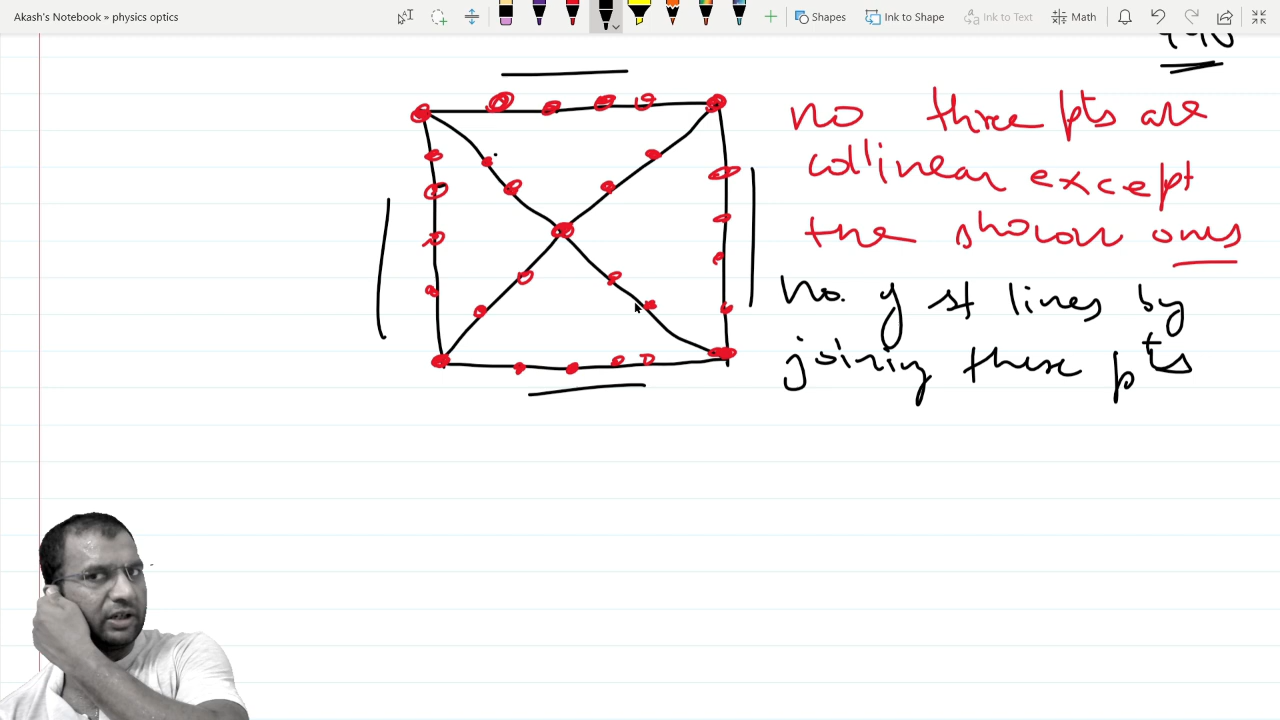 Akash's Notebook » physics optics
Shapes
Ink to Shape
Ink to Text
Math
no three pts are
collinear except
the shown ones
no. of st lines by
joining these pts